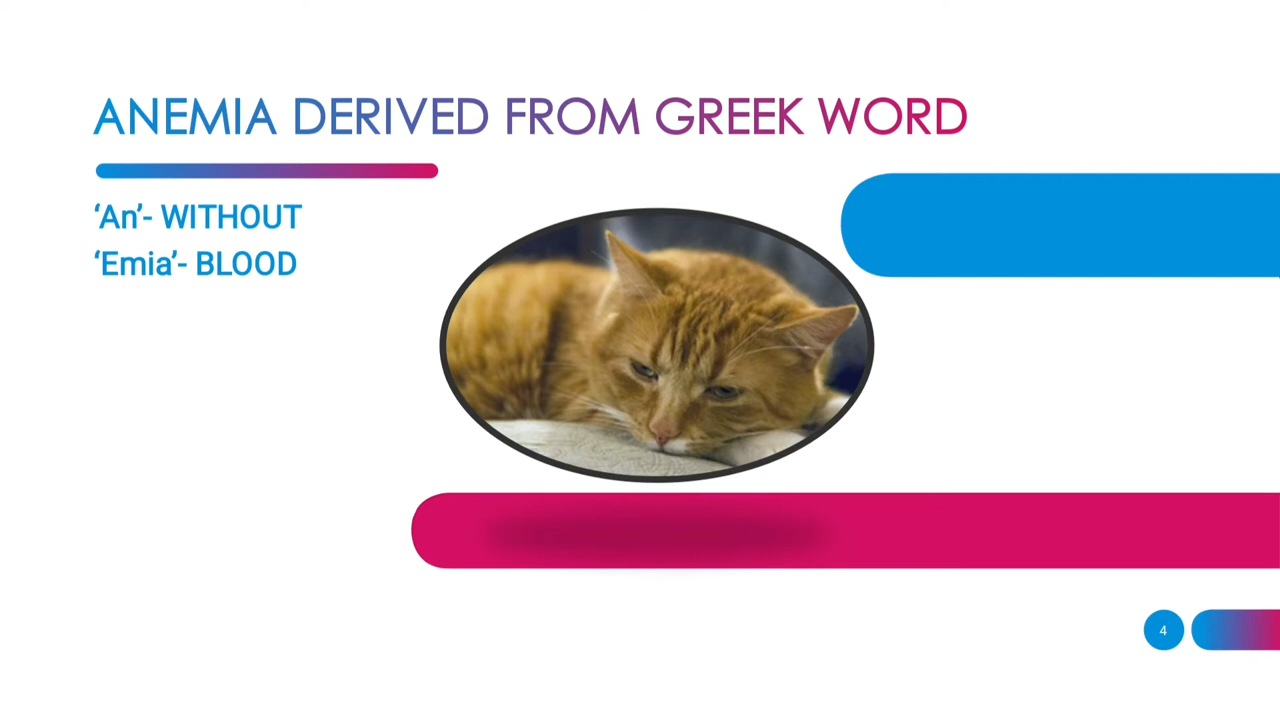 ANEMIA DERIVED FROM GREEK WORD
‘An’- WITHOUT
‘Emia’- BLOOD
4